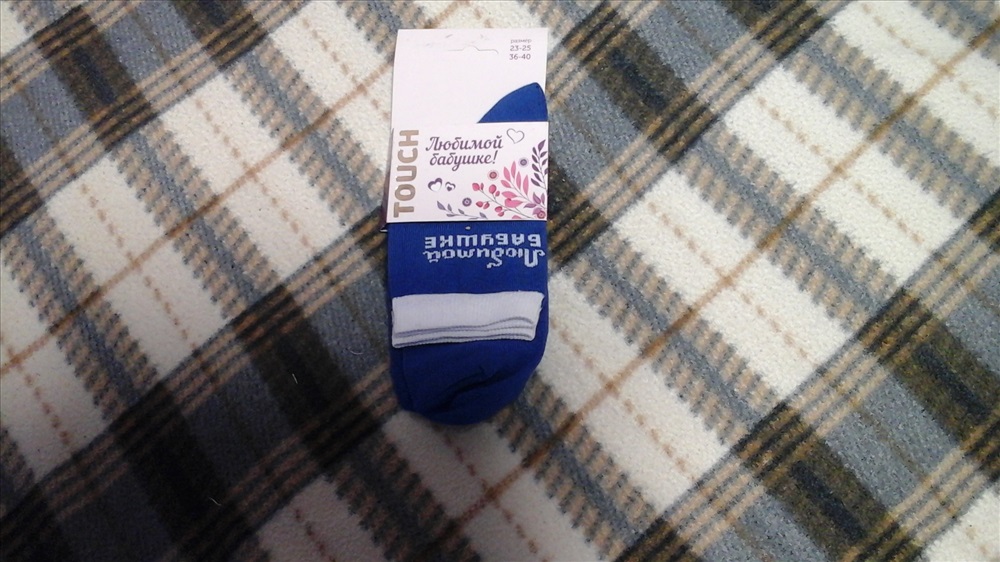 размер
23-25
36-40
TOUCH
Любимой
бабушке!
Любимой
БАБУШКЕ